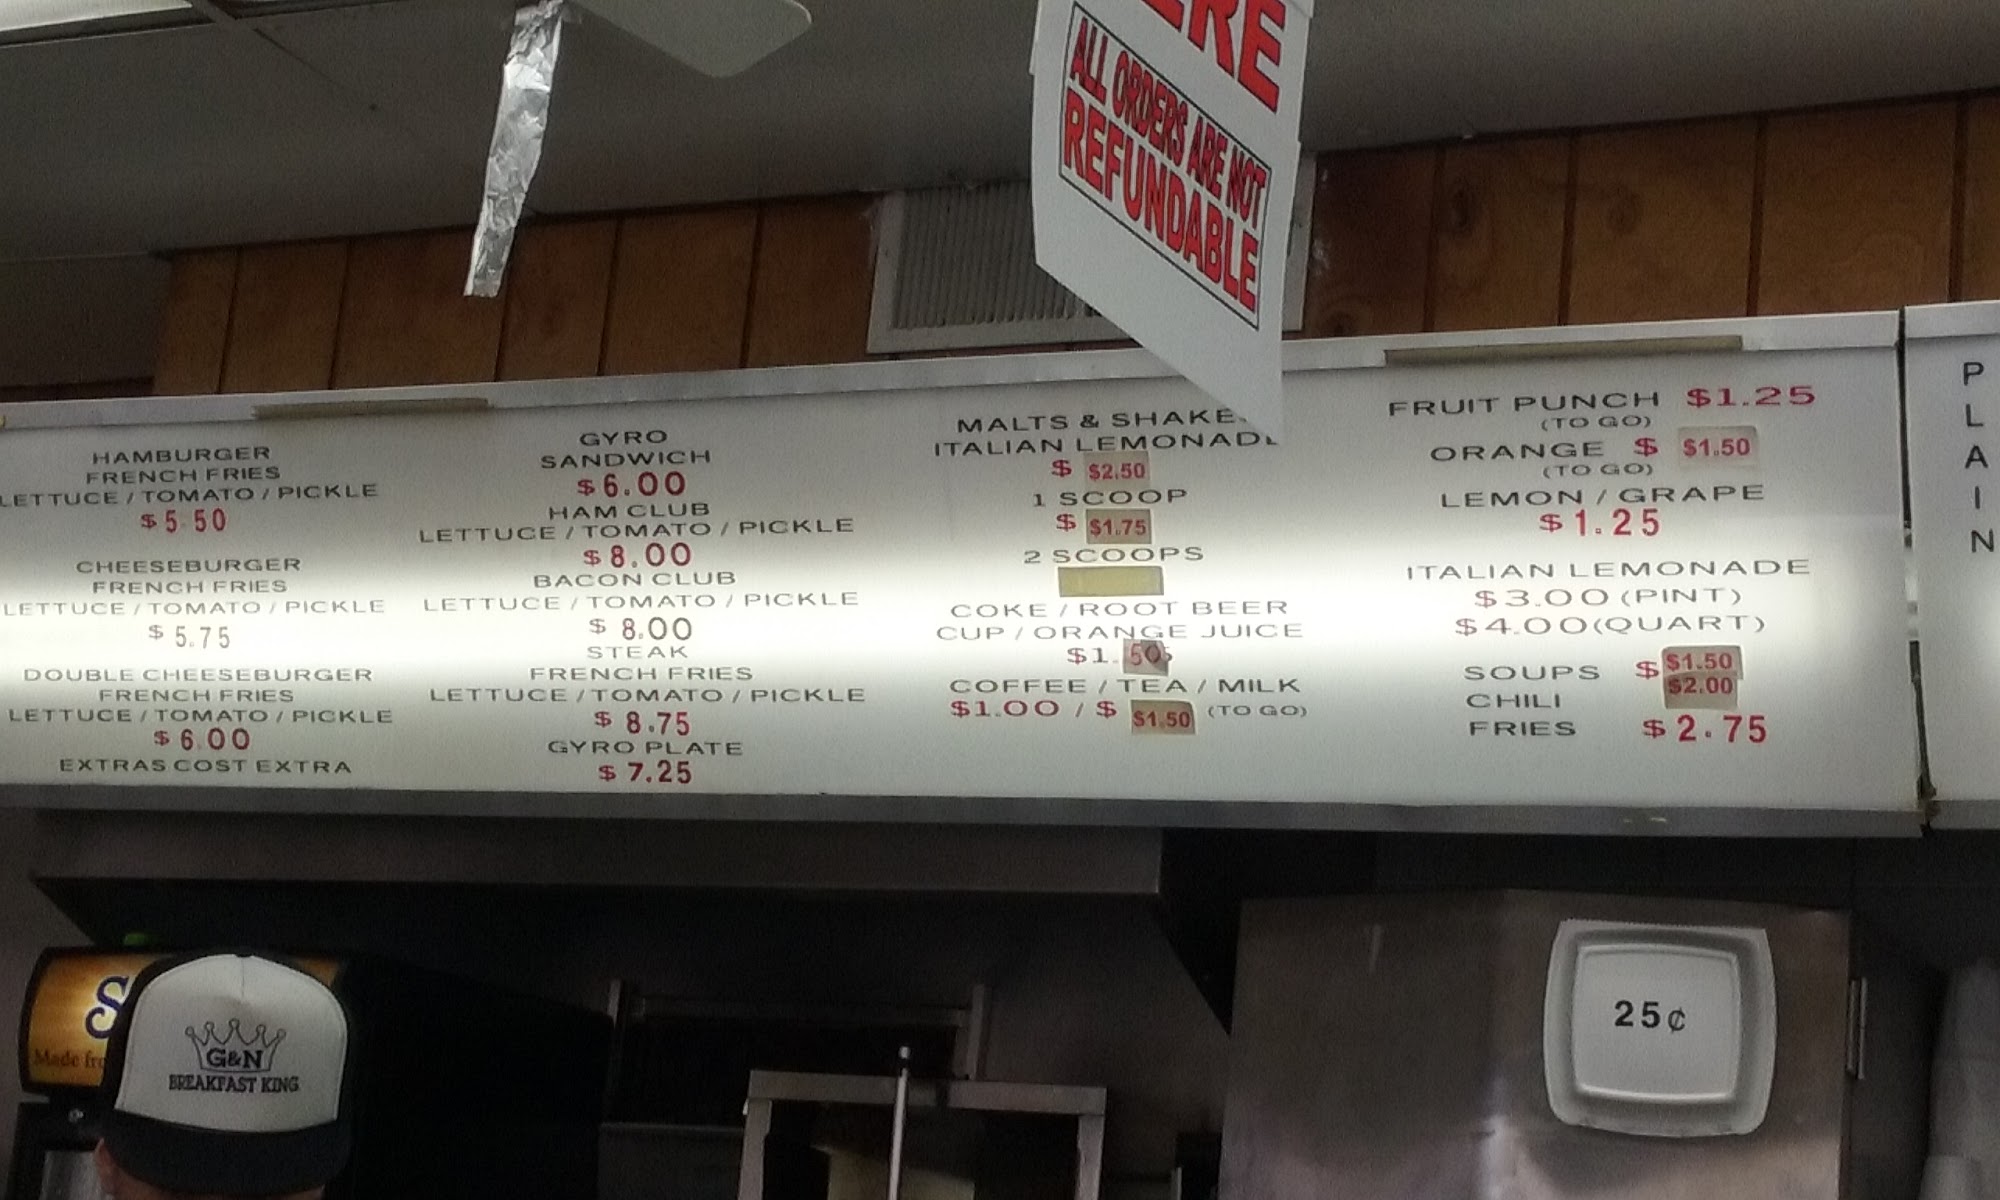 ERE
ALL ORDERS ARE NOT
REFUNDABLE
HAMBURGER
FRENCH FRIES
LETTUCE / TOMATO / PICKLE
$5.50
CHEESEBURGER
FRENCH FRIES
LETTUCE / TOMATO / PICKLE
$5.75
DOUBLE CHEESEBURGER
FRENCH FRIES
LETTUCE / TOMATO / PICKLE
$6.00
EXTRAS COST EXTRA
GYRO
SANDWICH
$6.00
HAM CLUB
LETTUCE / TOMATO / PICKLE
$8.00
BACON CLUB
LETTUCE / TOMATO / PICKLE
$8.00
STEAK
FRENCH FRIES
LETTUCE / TOMATO / PICKLE
$8.75
GYRO PLATE
$7.25
MALTS & SHAKE
ITALIAN LEMONAD
$ $2.50
1 SCOOP
$ $1.75
2 SCOOPS
COKE / ROOT BEER
CUP / ORANGE JUICE
$1.50
COFFEE / TEA / MILK
$1.00 / $ $1.50 (TO GO)
FRUIT PUNCH $1.25
(TO GO)
ORANGE $ $1.50
(TO GO)
LEMON / GRAPE
$1.25
ITALIAN LEMONADE
$3.00 (PINT)
$4.00 (QUART)
SOUPS $ $1.50
CHILI $2.00
FRIES $2.75
PLAIN
S
Made fr
G&N
BREAKFAST KING
25¢